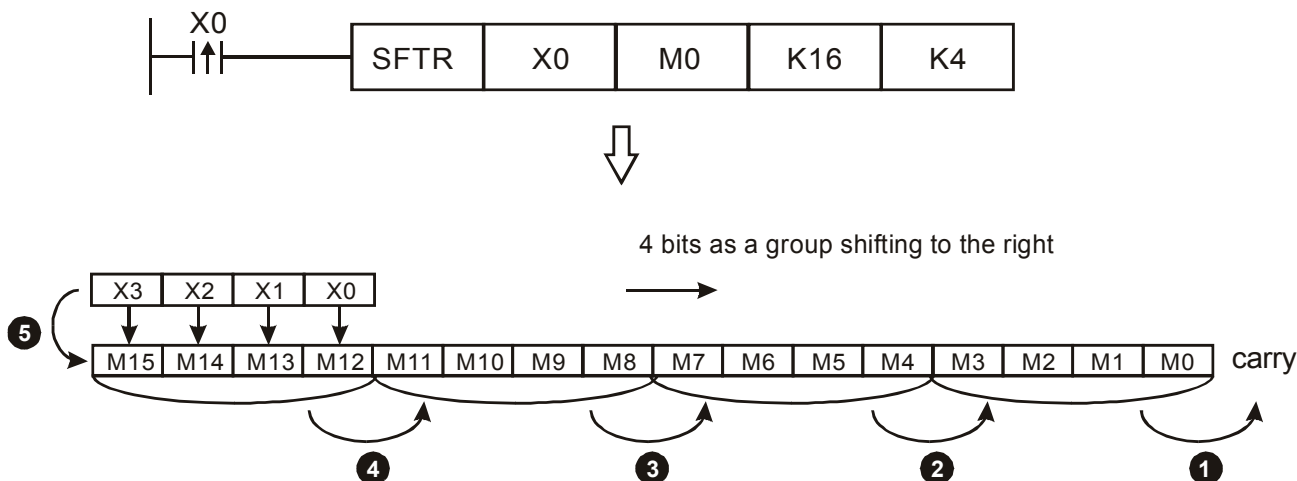 X0
SFTR X0 M0 K16 K4
4 bits as a group shifting to the right
X3 X2 X1 X0
5
M15 M14 M13 M12 M11 M10 M9 M8 M7 M6 M5 M4 M3 M2 M1 M0 carry
4 3 2 1